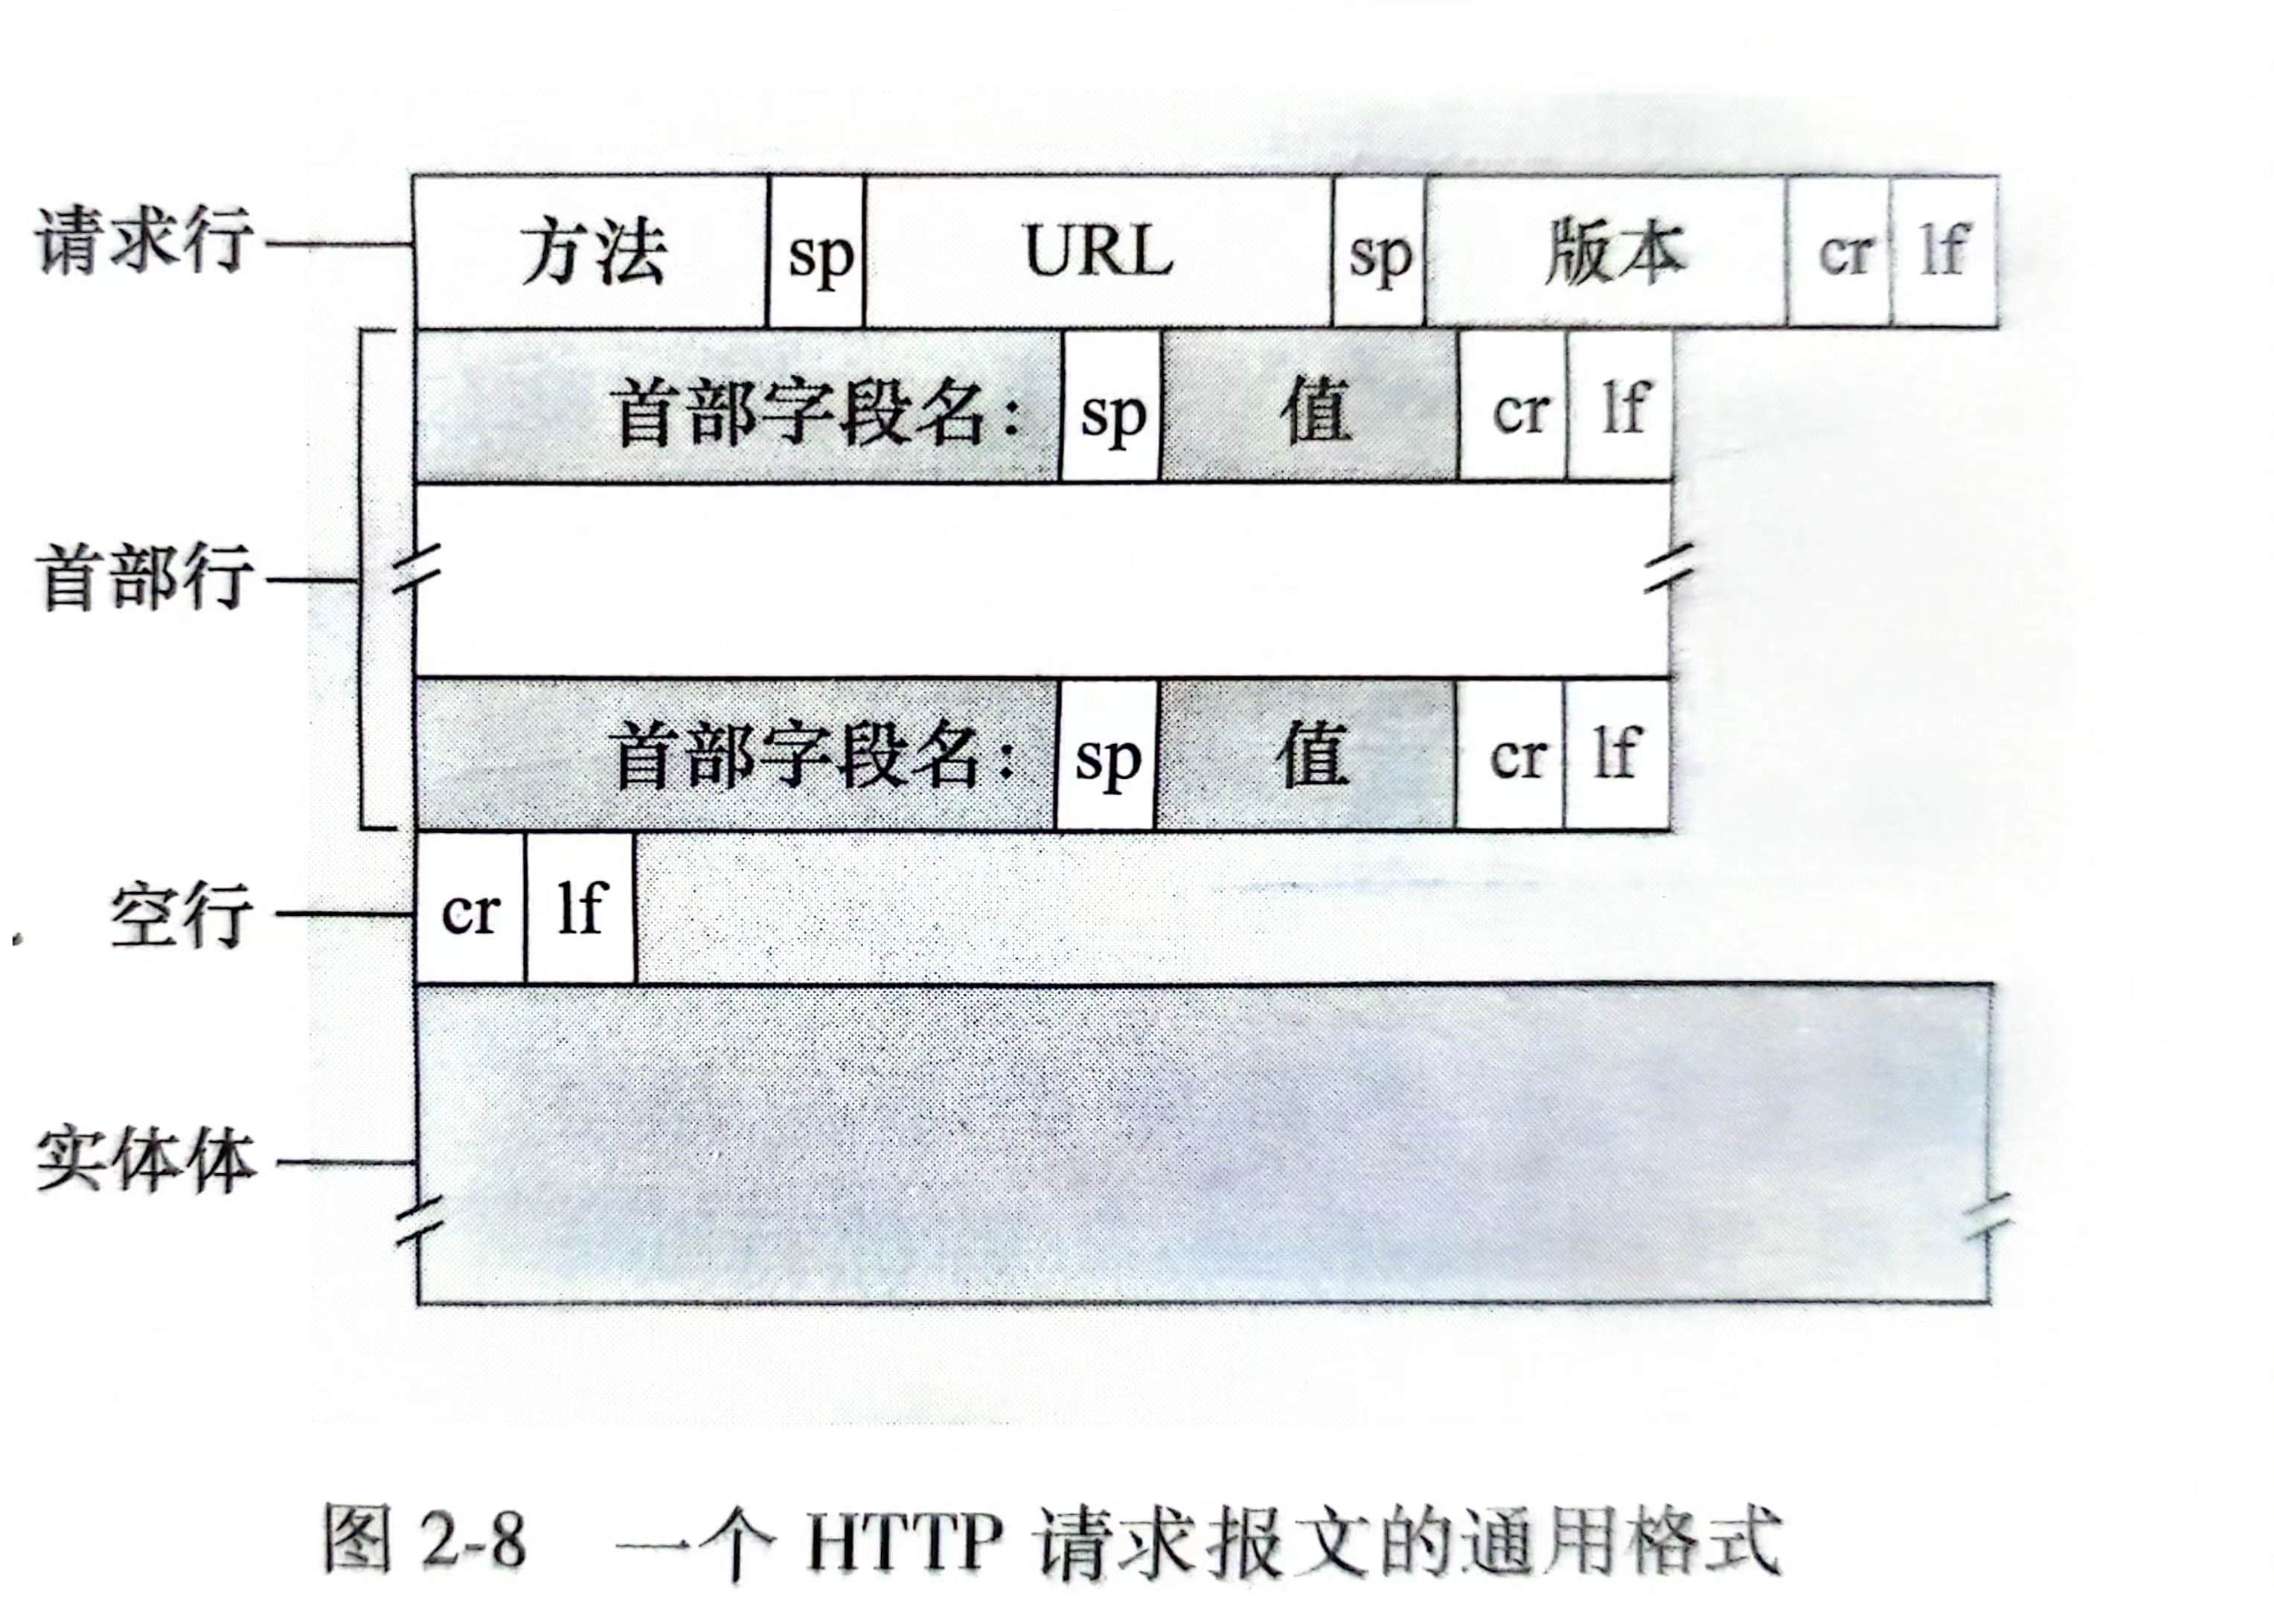 请求行 方法 sp URL sp 版本 cr lf
首部字段名： sp 值 cr lf
首部行
首部字段名： sp 值 cr lf
空行 cr lf
实体体
图 2-8 一个 HTTP 请求报文的通用格式